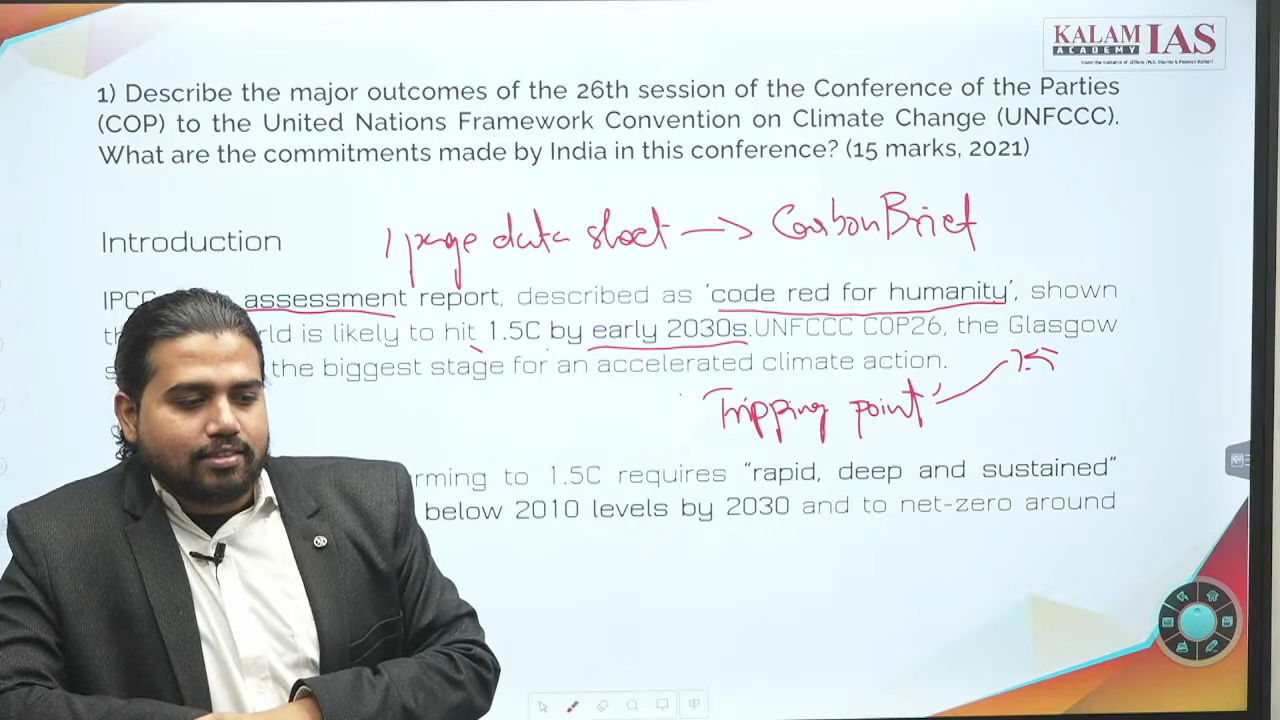 KALAM IAS
ACADEMY
1) Describe the major outcomes of the 26th session of the Conference of the Parties
(COP) to the United Nations Framework Convention on Climate Change (UNFCCC).
What are the commitments made by India in this conference? (15 marks, 2021)
1 page data sheet → CarbonBrief
Introduction
IPCC assessment report, described as 'code red for humanity', shown
is likely to hit 1.5C by early 2030s.UNFCCC COP26, the Glasgow
the biggest stage for an accelerated climate action.
Tripping point'
1.5C requires "rapid, deep and sustained"
below 2010 levels by 2030 and to net-zero around